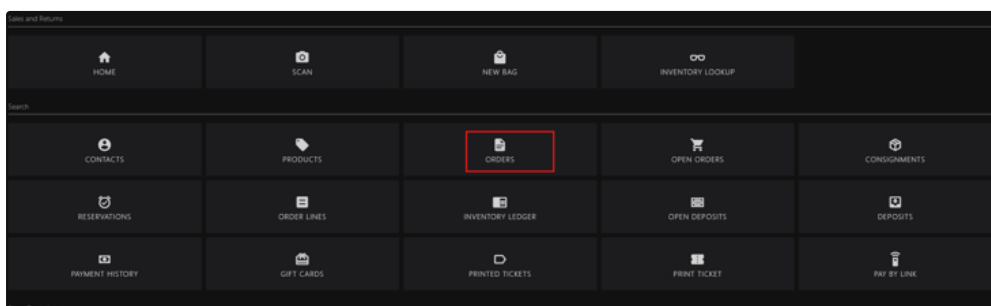 Sales and Returns
HOME
SCAN
NEW BAG
INVENTORY LOOKUP
Search
CONTACTS
PRODUCTS
ORDERS
OPEN ORDERS
CONSIGNMENTS
RESERVATIONS
ORDER LINES
INVENTORY LEDGER
OPEN DEPOSITS
DEPOSITS
PAYMENT HISTORY
GIFT CARDS
PRINTED TICKETS
PRINT TICKET
PAY BY LINK